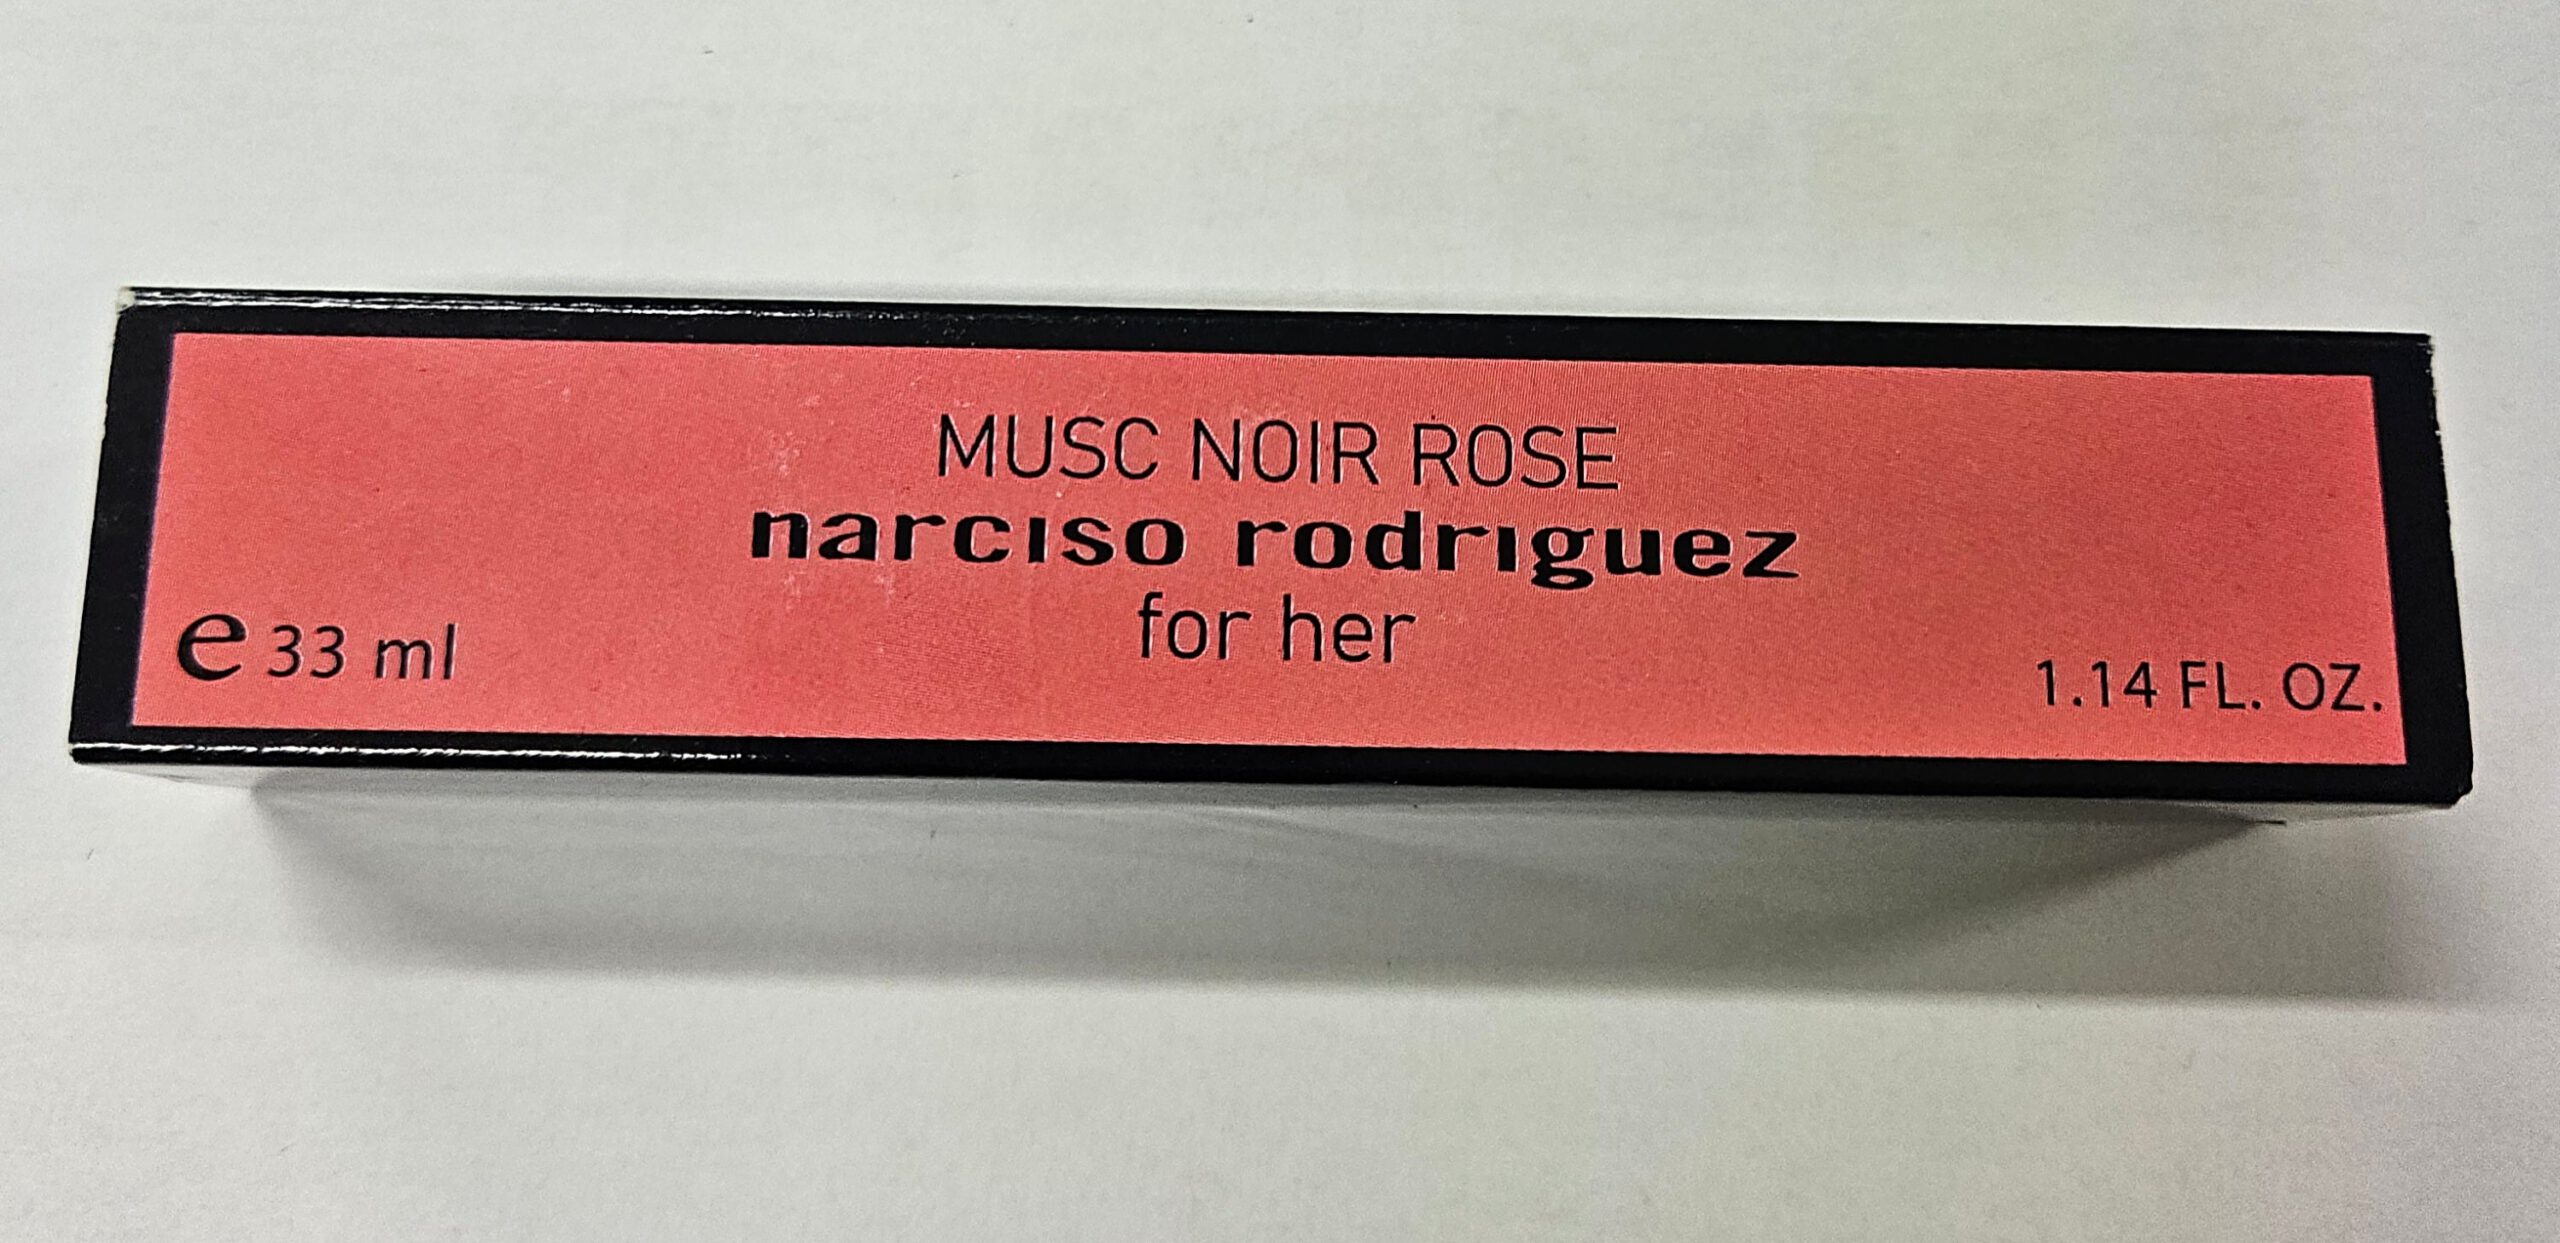 MUSC NOIR ROSE
narciso rodriguez
for her
e 33 ml
1.14 FL. OZ.